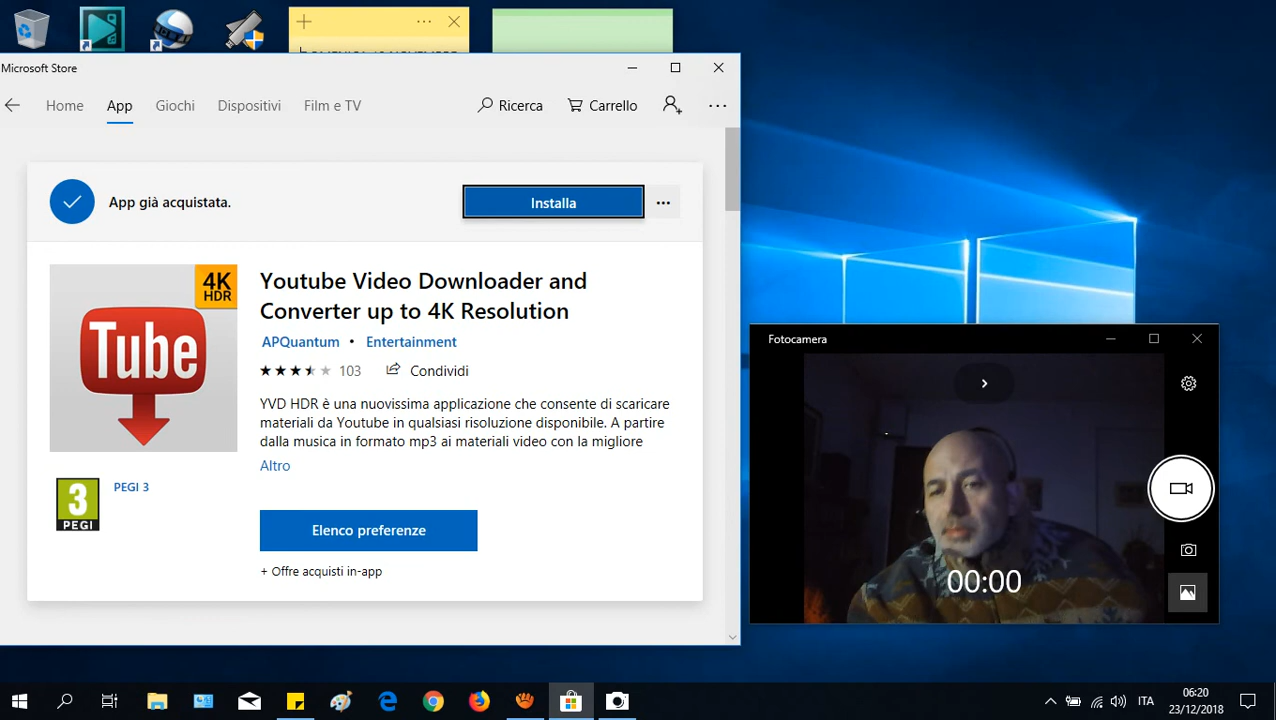 Microsoft Store
Home App Giochi Dispositivi Film e TV Ricerca Carrello
App già acquistata.
Installa
4K
HDR
Tube
Youtube Video Downloader and
Converter up to 4K Resolution
APQuantum • Entertainment
103 Condividi
YVD HDR è una nuovissima applicazione che consente di scaricare
materiali da Youtube in qualsiasi risoluzione disponibile. A partire
dalla musica in formato mp3 ai materiali video con la migliore
Altro
3
PEGI
PEGI 3
Elenco preferenze
+ Offre acquisti in-app
Fotocamera
00:00
ITA
06:20
23/12/2018